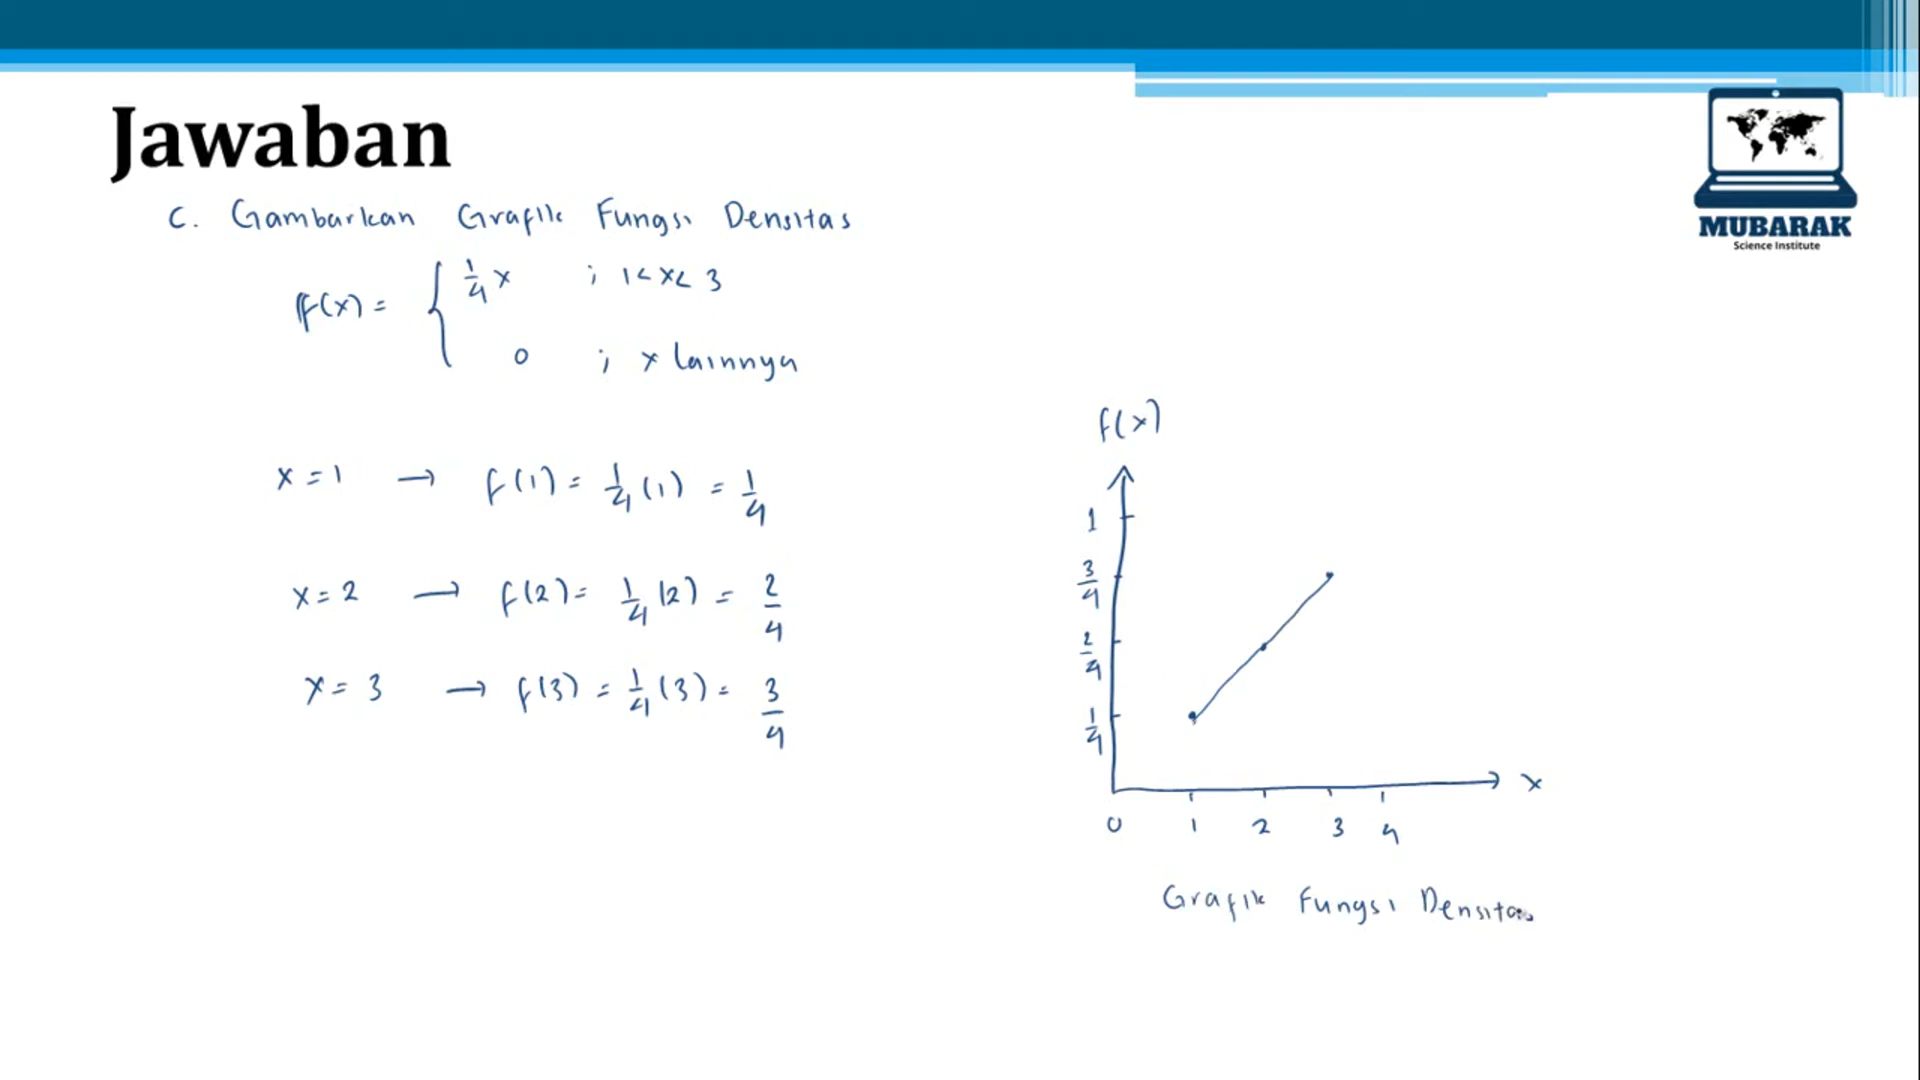 Jawaban
MUBARAK
Science Institute
C. Gambarkan Grafik Fungsi Densitas
f(x) = { 1/4 x ; 1 < x < 3
0 ; x lainnya
x = 1 → f(1) = 1/4 (1) = 1/4
x = 2 → f(2) = 1/4 (2) = 2/4
x = 3 → f(3) = 1/4 (3) = 3/4
f(x)
1
3/4
2/4
1/4
x
0 1 2 3 4
Grafik Fungsi Densitas